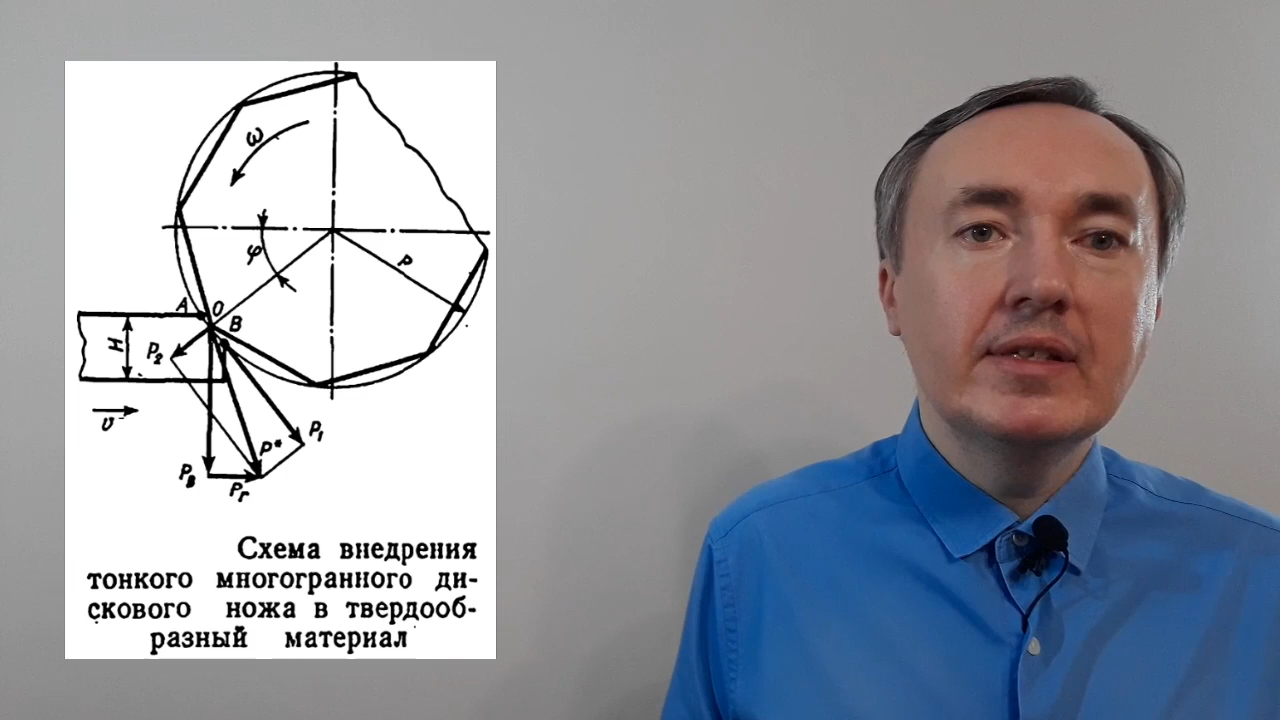 ω
φ
ρ
A
O
B
H
P₂
P₁
P*
υ
Pв
Pг
Схема внедрения
тонкого многогранного ди-
скового ножа в твердооб-
разный материал